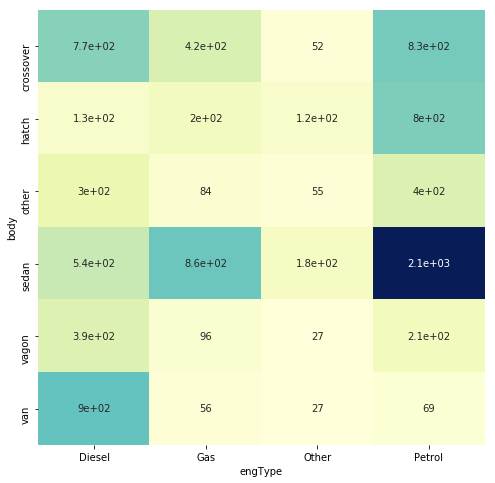 crossover 7.7e+02 4.2e+02 52 8.3e+02
hatch 1.3e+02 2e+02 1.2e+02 8e+02
other 3e+02 84 55 4e+02
body
sedan 5.4e+02 8.6e+02 1.8e+02 2.1e+03
vagon 3.9e+02 96 27 2.1e+02
van 9e+02 56 27 69
Diesel Gas Other Petrol
engType